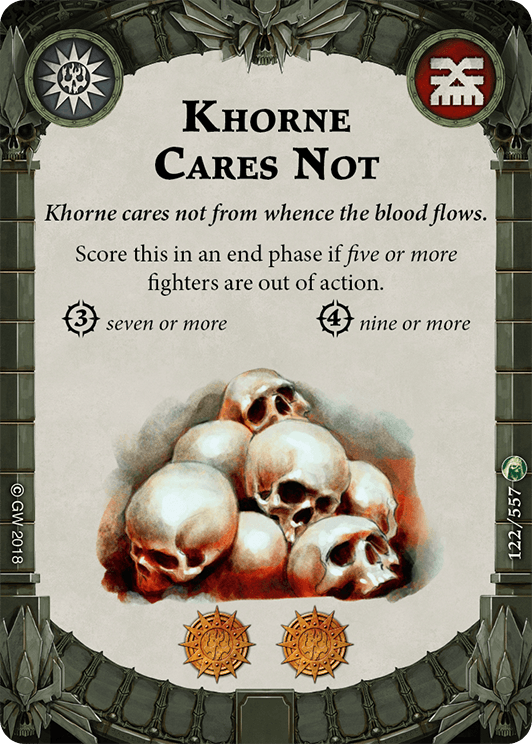 Khorne
Cares Not
Khorne cares not from whence the blood flows.
Score this in an end phase if five or more
fighters are out of action.
3 seven or more
4 nine or more
©GW 2018
122/557